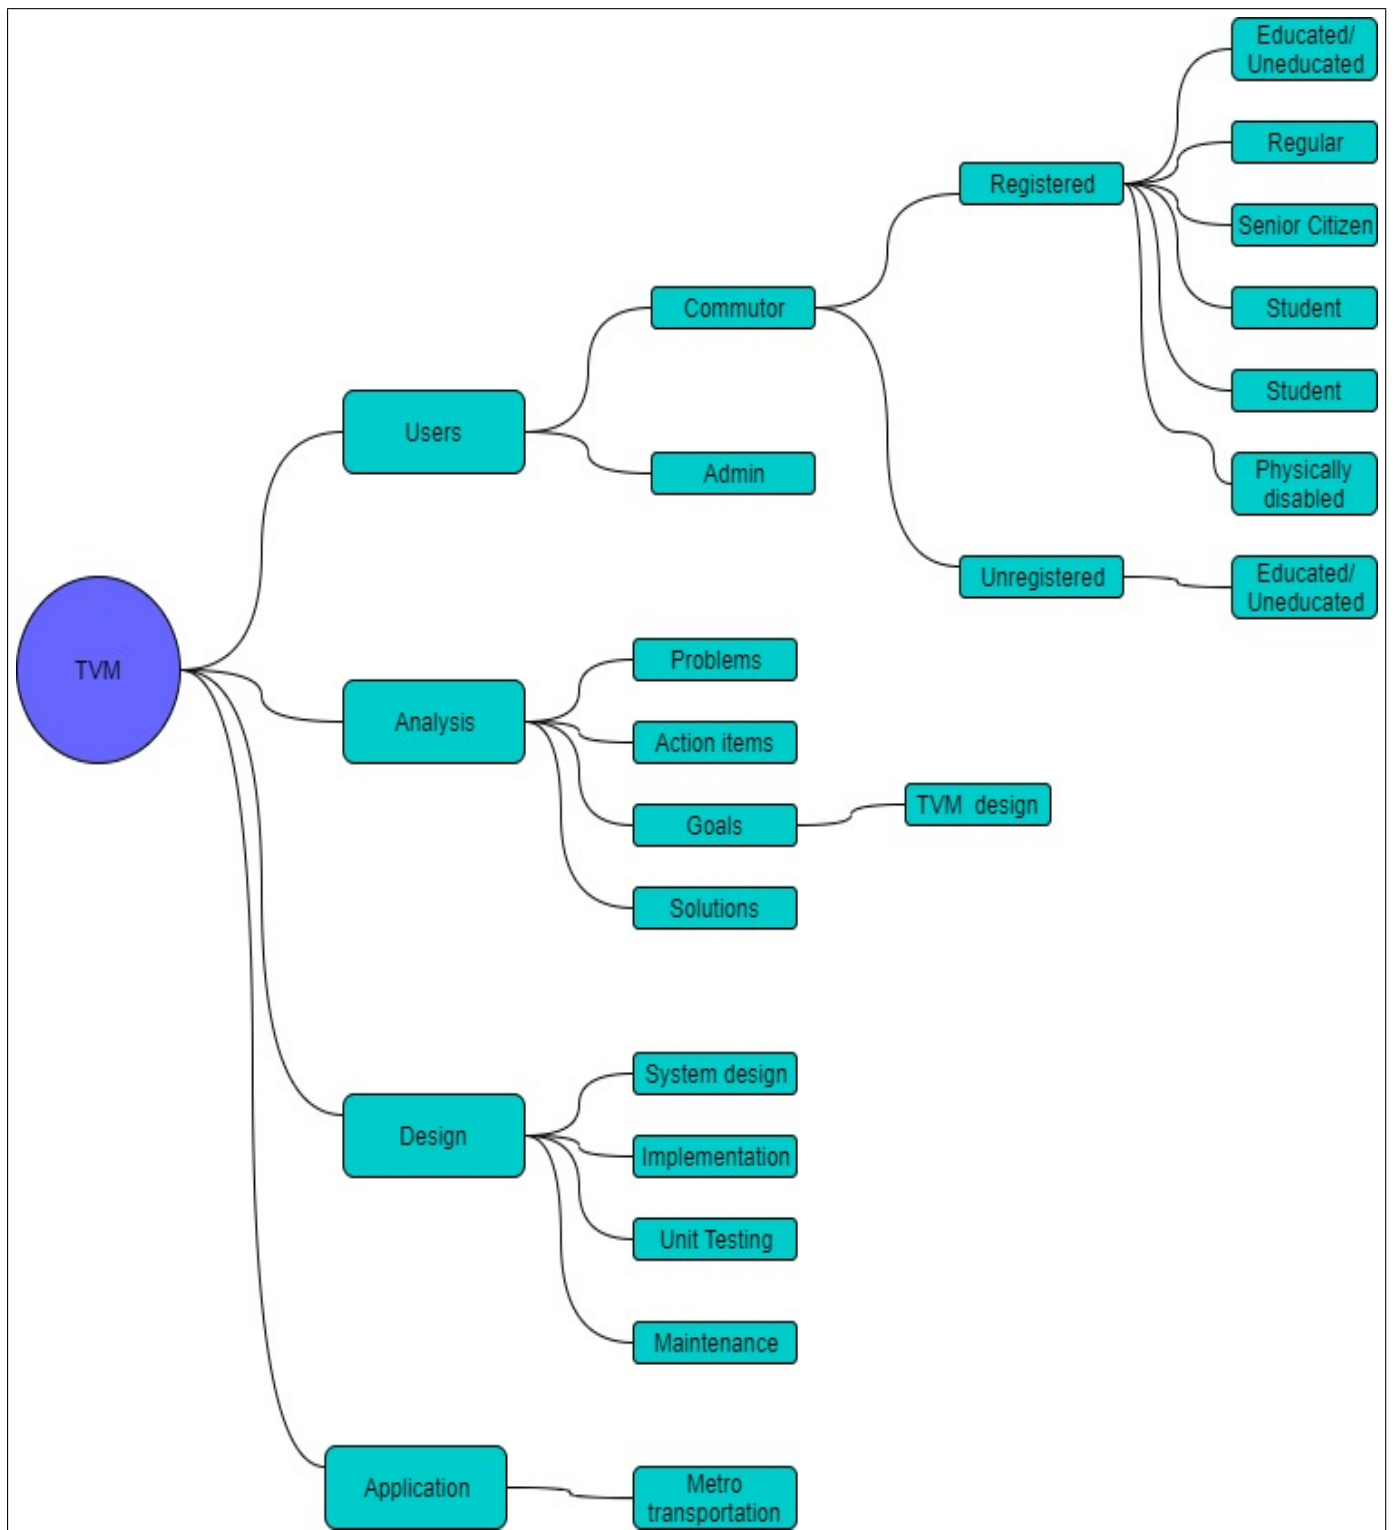 Educated/
Uneducated
Regular
Registered
Senior Citizen
Commutor
Student
Student
Users
Admin
Physically
disabled
Unregistered
Educated/
Uneducated
TVM
Problems
Analysis
Action items
TVM  design
Goals
Solutions
System design
Design
Implementation
Unit Testing
Maintenance
Application
Metro
transportation